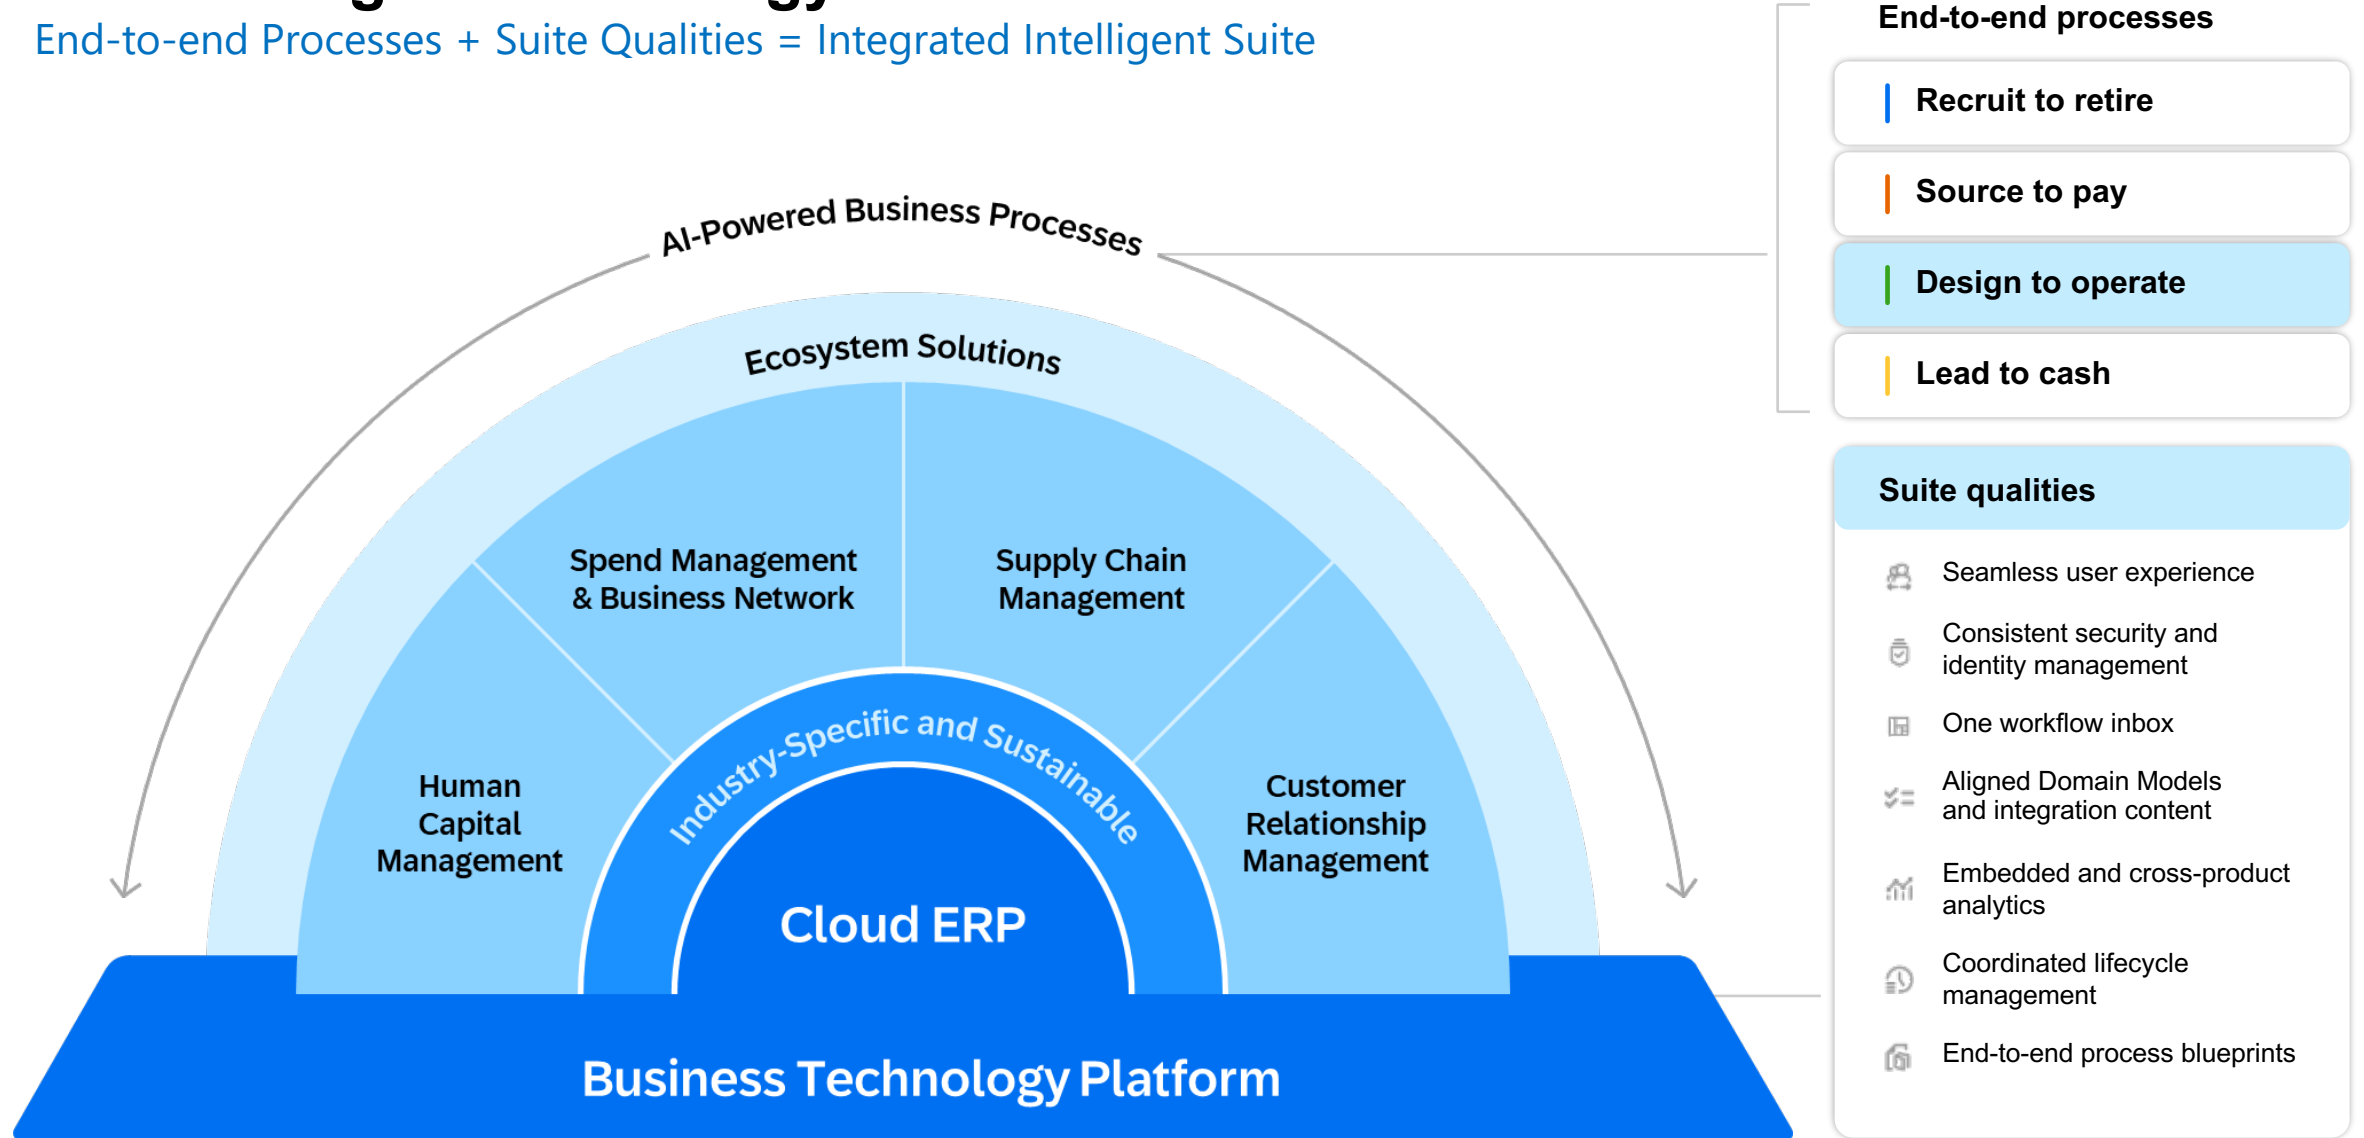 End-to-end Processes + Suite Qualities = Integrated Intelligent Suite
AI-Powered Business Processes
Ecosystem Solutions
Spend Management
& Business Network
Supply Chain
Management
Human
Capital
Management
Industry-Specific and Sustainable
Customer
Relationship
Management
Cloud ERP
Business Technology Platform
End-to-end processes
Recruit to retire
Source to pay
Design to operate
Lead to cash
Suite qualities
Seamless user experience
Consistent security and
identity management
One workflow inbox
Aligned Domain Models
and integration content
Embedded and cross-product
analytics
Coordinated lifecycle
management
End-to-end process blueprints